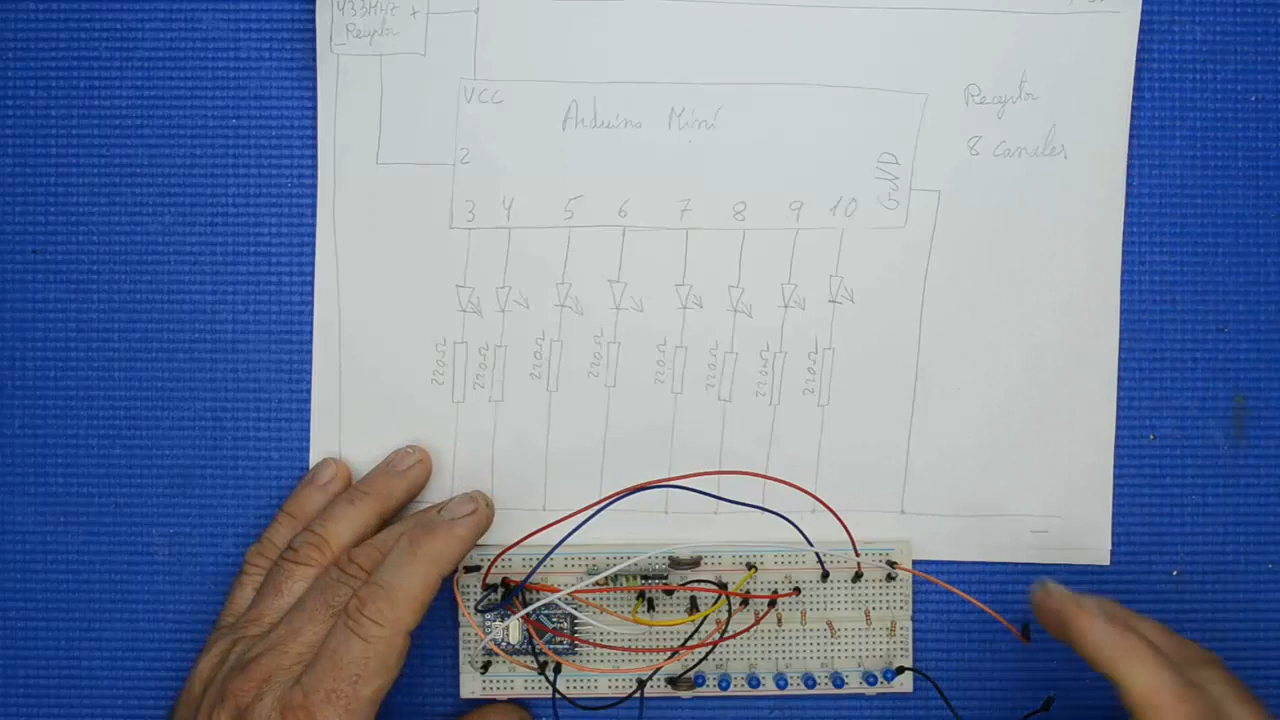 433MHz +
- Receptor
VCC
Arduino Mini
Receptor
8 canales
2
GND
3 4 5 6 7 8 9 10
220Ω 220Ω 220Ω 220Ω 220Ω 220Ω 220Ω 220Ω
-